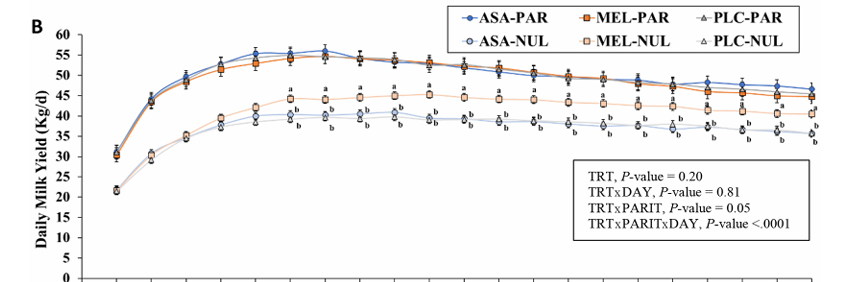 B
ASA-PAR MEL-PAR PLC-PAR
ASA-NUL MEL-NUL PLC-NUL
Daily Milk Yield (Kg/d)
60
55
50
45
40
35
30
25
20
15
10
5
0
a a a a a a a a a a a a a a a a
b b b b b b b b b b b b b b b b
b b b b b b b b b b b b b b b b
TRT, P-value = 0.20
TRTxDAY, P-value = 0.81
TRTxPARIT, P-value = 0.05
TRTxPARITxDAY, P-value <.0001